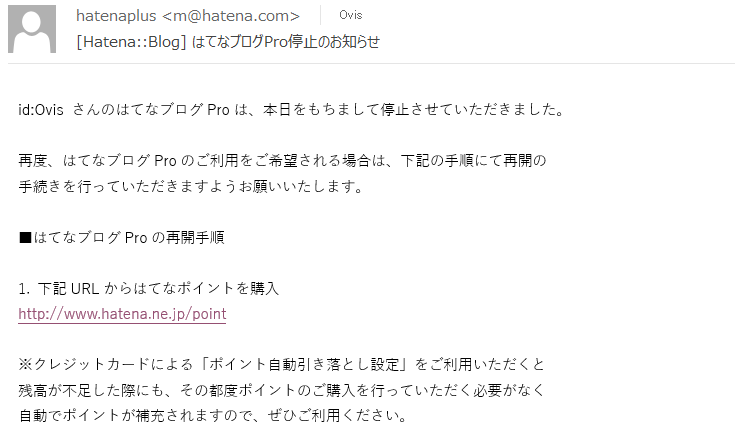 hatenaplus <m@hatena.com> Ovis
[Hatena::Blog] はてなブログPro停止のお知らせ
id:Ovis さんのはてなブログ Pro は、本日をもちまして停止させていただきました。
再度、はてなブログ Pro のご利用をご希望される場合は、下記の手順にて再開の
手続きを行っていただきますようお願いいたします。
■はてなブログ Pro の再開手順
1. 下記 URL からはてなポイントを購入
http://www.hatena.ne.jp/point
※クレジットカードによる「ポイント自動引き落とし設定」をご利用いただくと
残高が不足した際にも、その都度ポイントのご購入を行っていただく必要がなく
自動でポイントが補充されますので、ぜひご利用ください。